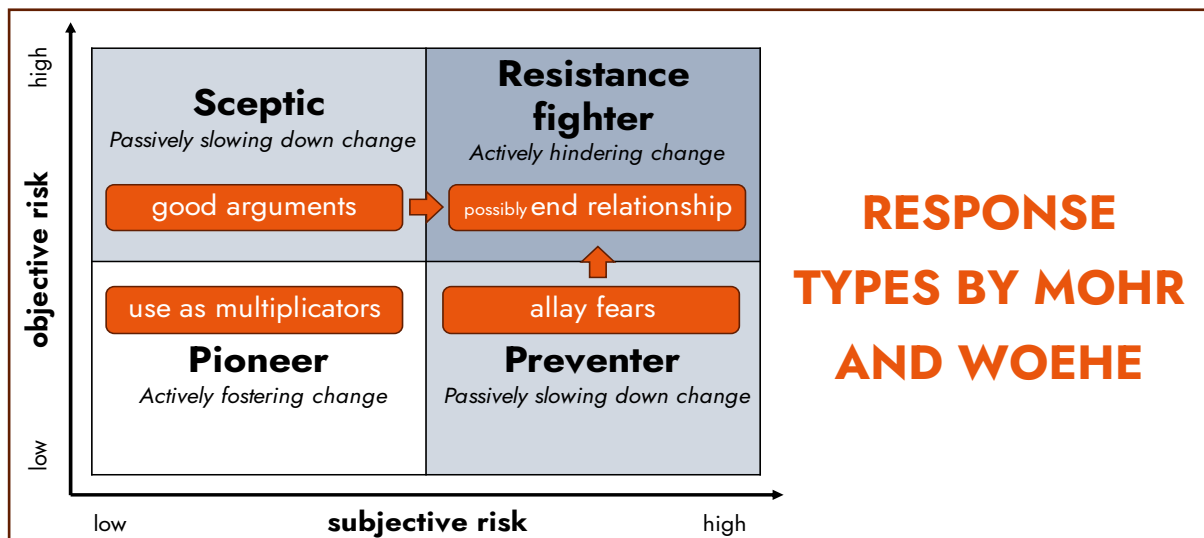 high
objective risk
low
Sceptic
Passively slowing down change
good arguments
Resistance
fighter
Actively hindering change
possibly end relationship
use as multiplicators
Pioneer
Actively fostering change
allay fears
Preventer
Passively slowing down change
low
subjective risk
high
RESPONSE
TYPES BY MOHR
AND WOEHE